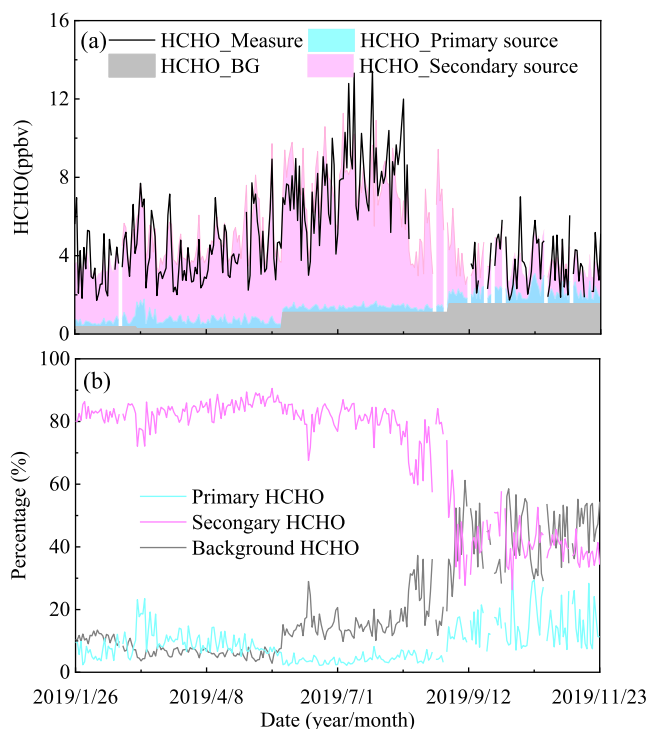 (a)
HCHO_Measure
HCHO_Primary source
HCHO_BG
HCHO_Secondary source
HCHO(ppbv)
16
12
8
4
0
(b)
Primary HCHO
Secongary HCHO
Background HCHO
Percentage (%)
100
80
60
40
20
0
2019/1/26 2019/4/8 2019/7/1 2019/9/12 2019/11/23
Date (year/month)